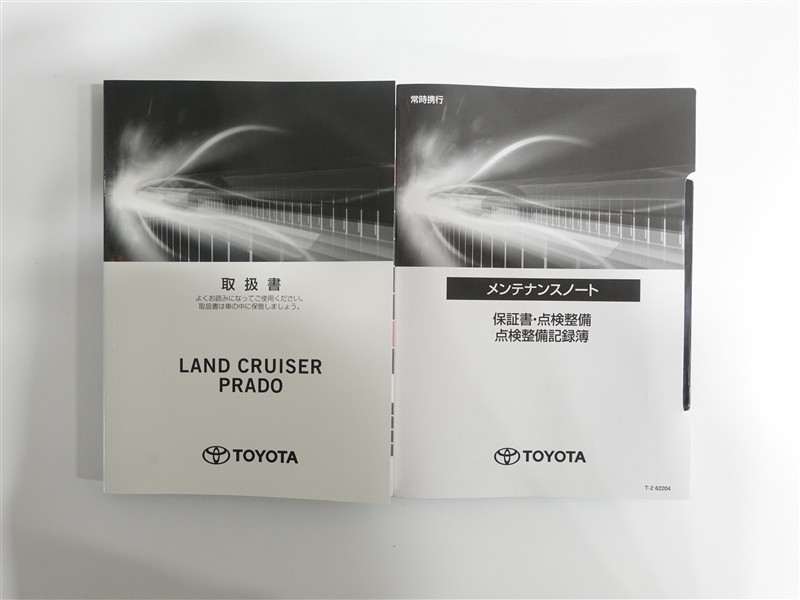 取扱書
よくお読みになってご使用ください。
取扱書は車の中に保管しましょう。
LAND CRUISER
PRADO
TOYOTA
常時携行
メンテナンスノート
保証書・点検整備
点検整備記録簿
TOYOTA
T-2 62204